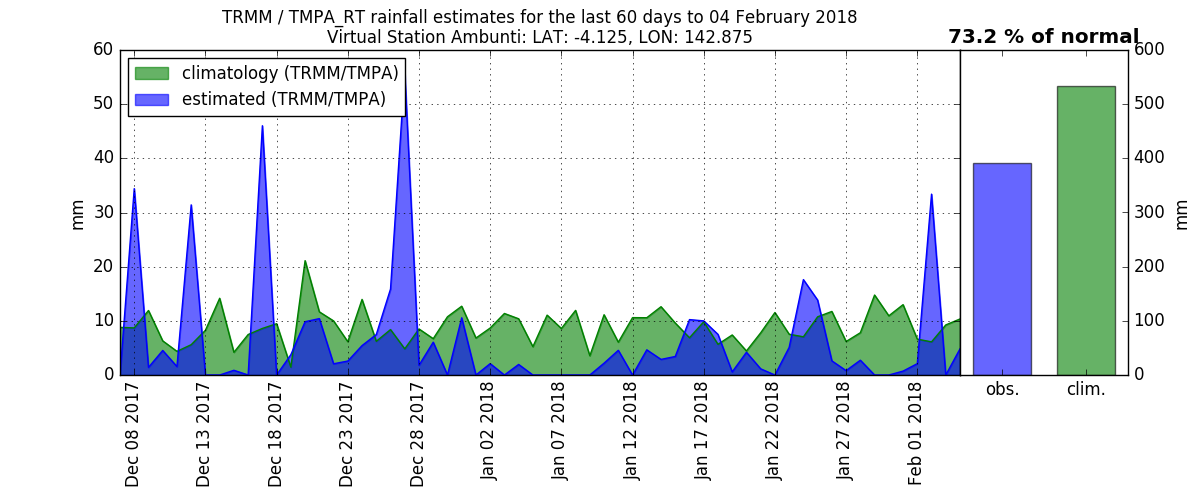 TRMM / TMPA_RT rainfall estimates for the last 60 days to 04 February 2018
Virtual Station Ambunti: LAT: -4.125, LON: 142.875
73.2 % of normal
climatology (TRMM/TMPA)
estimated (TRMM/TMPA)
60
50
40
30
20
10
0
mm
Dec 08 2017
Dec 13 2017
Dec 18 2017
Dec 23 2017
Dec 28 2017
Jan 02 2018
Jan 07 2018
Jan 12 2018
Jan 17 2018
Jan 22 2018
Jan 27 2018
Feb 01 2018
obs.
clim.
600
500
400
300
200
100
0
mm